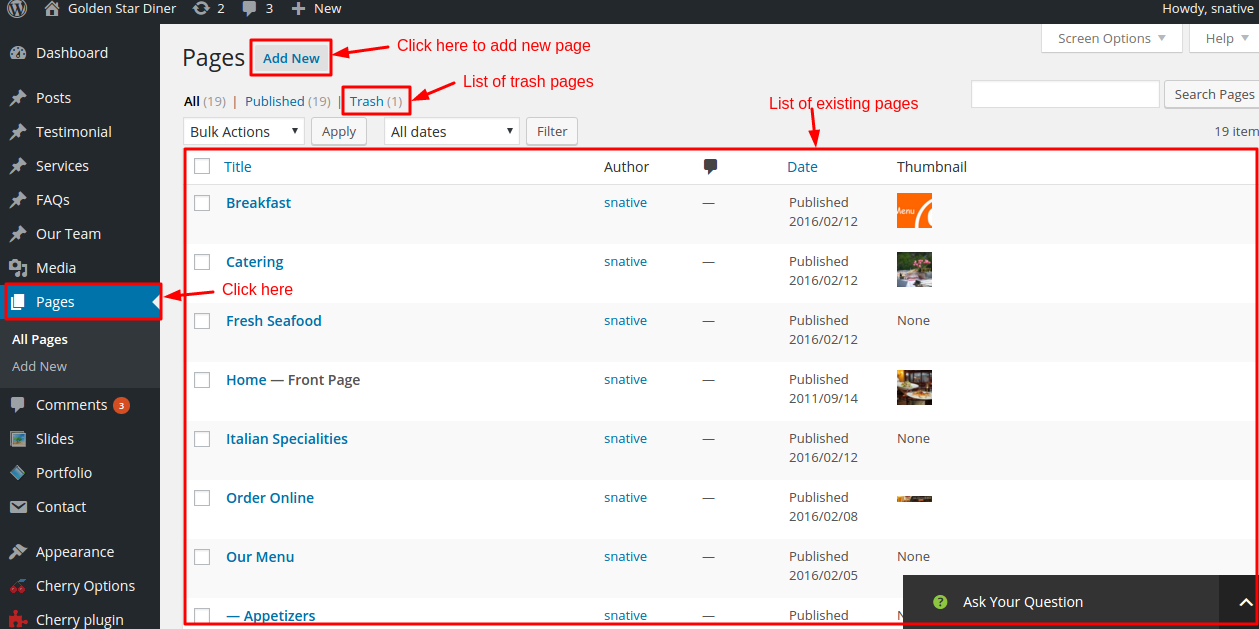 Golden Star Diner 2 3 New Howdy, snative
Dashboard
Posts
Testimonial
Services
FAQs
Our Team
Media
Pages
All Pages
Add New
Comments 3
Slides
Portfolio
Contact
Appearance
Cherry Options
Cherry plugin
Click here
Pages Add New Click here to add new page
Screen Options Help
List of trash pages
All (19) | Published (19) | Trash (1)
List of existing pages
Search Pages
Bulk Actions Apply All dates Filter 19 item
Title Author Date Thumbnail
Breakfast snative — Published
2016/02/12
Menu
Catering snative — Published
2016/02/12
Fresh Seafood snative — Published None
2016/02/12
Home — Front Page snative — Published
2011/09/14
Italian Specialities snative — Published None
2016/02/12
Order Online snative — Published
2016/02/08
Our Menu snative — Published None
2016/02/05
— Appetizers snative — Published
? Ask Your Question